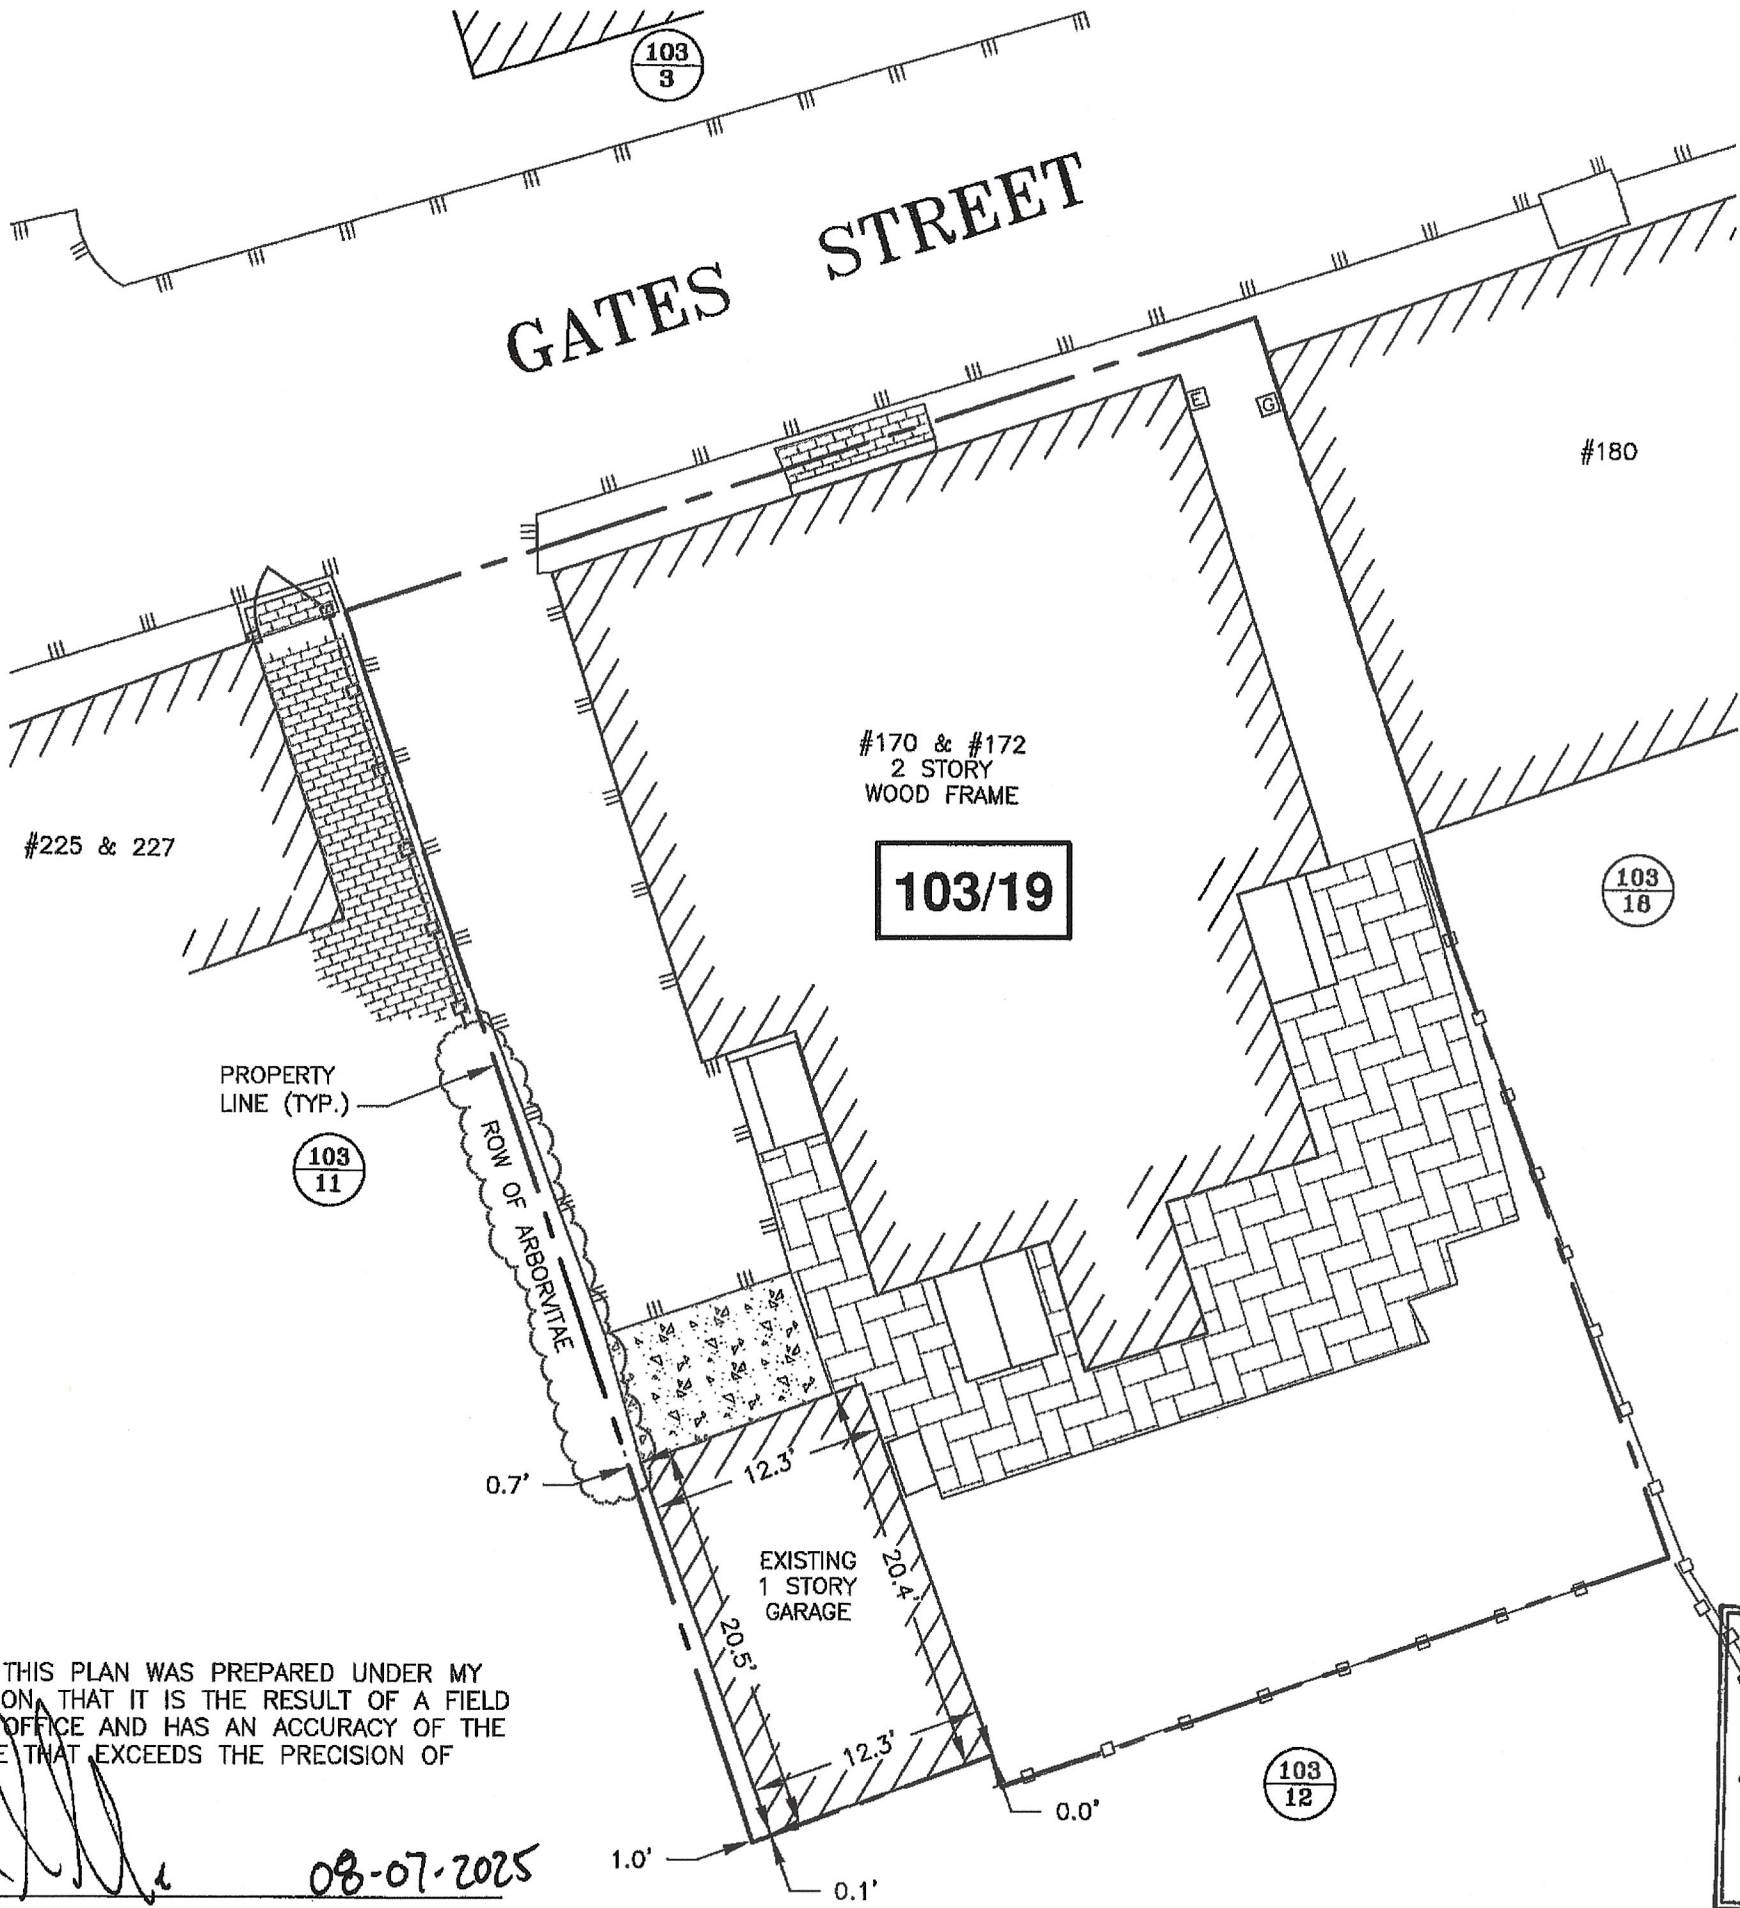 103
3
GATES STREET
E
G
#180
#170 & #172
2 STORY
WOOD FRAME
103/19
#225 & 227
103
18
PROPERTY
LINE (TYP.)
103
11
ROW OF ARBORVITAE
0.7'
12.3'
EXISTING
1 STORY
GARAGE
20.4'
20.5'
12.3'
THIS PLAN WAS PREPARED UNDER MY
ON, THAT IT IS THE RESULT OF A FIELD
OFFICE AND HAS AN ACCURACY OF THE
E THAT EXCEEDS THE PRECISION OF
103
12
0.0'
1.0'
0.1'
08-07-2025